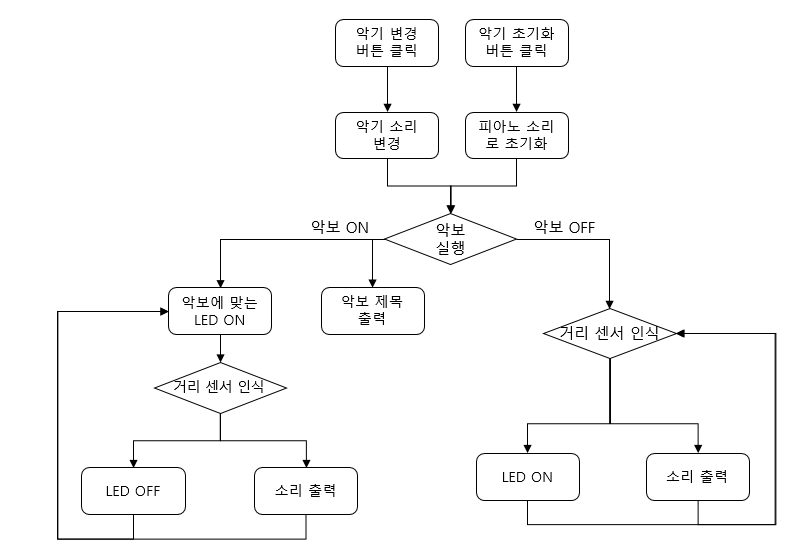 악기 변경
버튼 클릭
악기 초기화
버튼 클릭
악기 소리
변경
피아노 소리
로 초기화
악보 ON
악보
실행
악보 OFF
악보에 맞는
LED ON
악보 제목
출력
거리 센서 인식
거리 센서 인식
LED OFF
소리 출력
LED ON
소리 출력